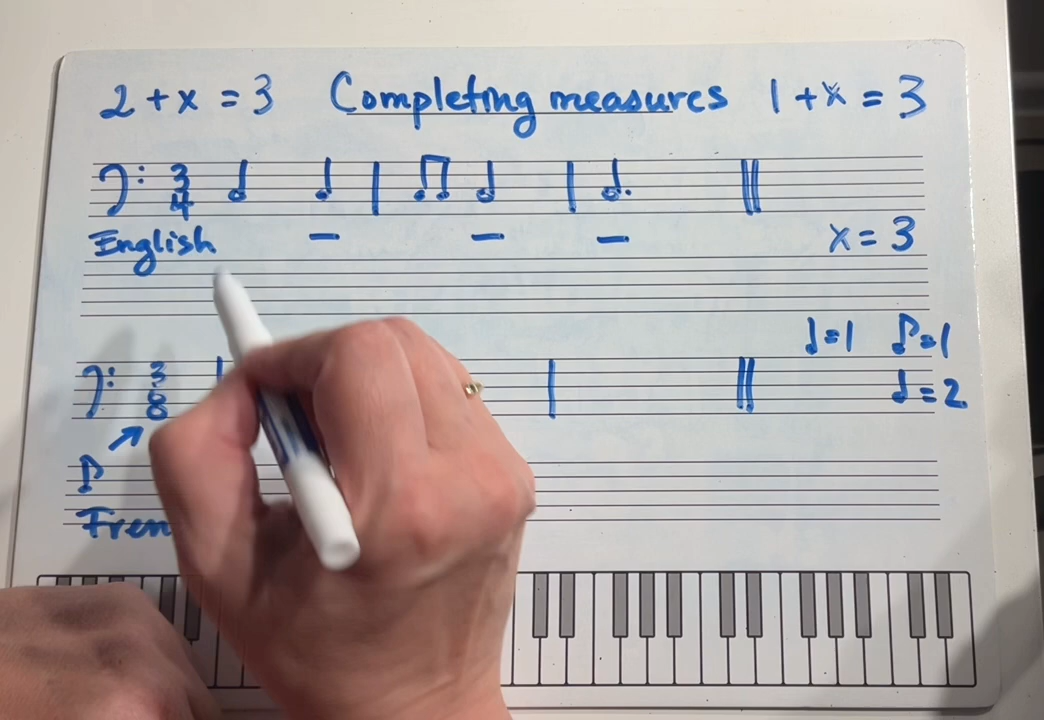 2 + x = 3 Completing measures 1 + x = 3
3
4
English
x = 3
♩=1 ♪=1
3
8
♩=2
♪